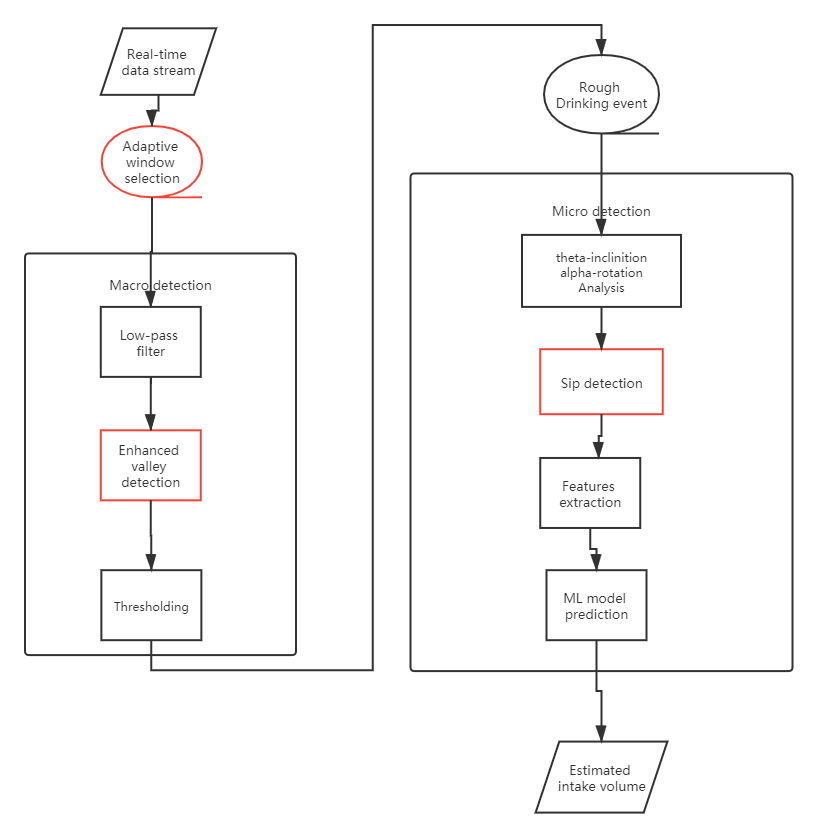 Real-time
data stream
Adaptive
window
selection
Macro detection
Low-pass
filter
Enhanced
valley
detection
Thresholding
Rough
Drinking event
Micro detection
theta-inclinition
alpha-rotation
Analysis
Sip detection
Features
extraction
ML model
prediction
Estimated
intake volume